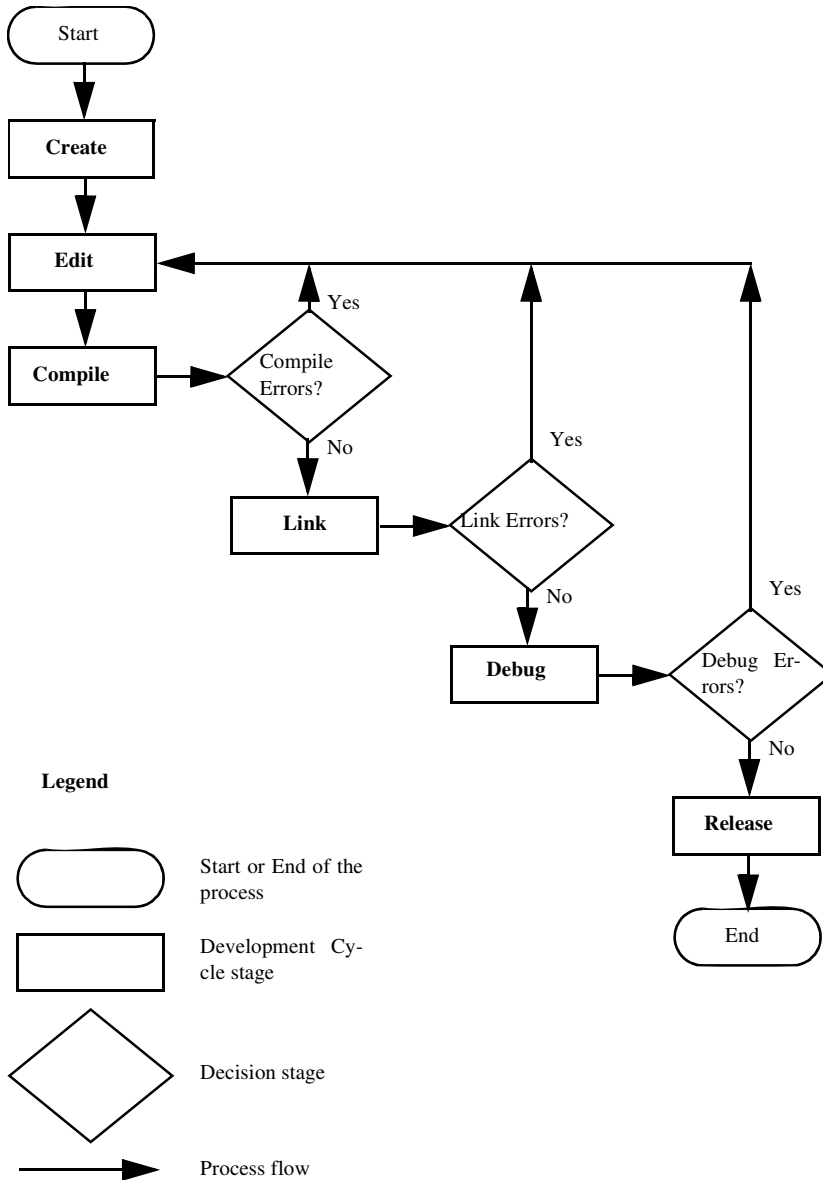 Start
Create
Edit
Yes
Compile
Compile
Errors?
No
Yes
Link
Link Errors?
No
Yes
Debug
Debug Er-
rors?
No
Release
End
Legend
Start or End of the
process
Development Cy-
cle stage
Decision stage
Process flow